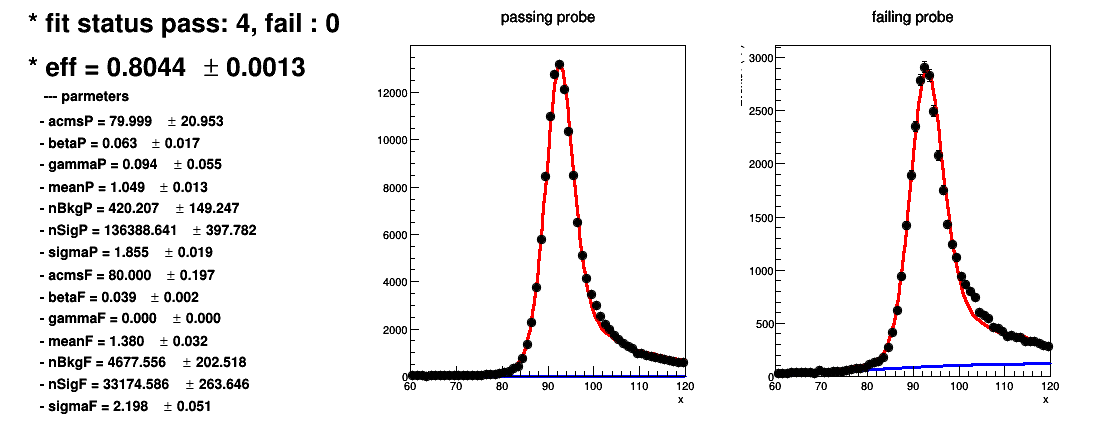 * fit status pass: 4, fail : 0
* eff = 0.8044 ± 0.0013
--- parmeters
- acmsP = 79.999 ± 20.953
- betaP = 0.063 ± 0.017
- gammaP = 0.094 ± 0.055
- meanP = 1.049 ± 0.013
- nBkgP = 420.207 ± 149.247
- nSigP = 136388.641 ± 397.782
- sigmaP = 1.855 ± 0.019
- acmsF = 80.000 ± 0.197
- betaF = 0.039 ± 0.002
- gammaF = 0.000 ± 0.000
- meanF = 1.380 ± 0.032
- nBkgF = 4677.556 ± 202.518
- nSigF = 33174.586 ± 263.646
- sigmaF = 2.198 ± 0.051
passing probe
12000
10000
8000
6000
4000
2000
0
60 70 80 90 100 110 120
x
failing probe
3000
2500
2000
1500
1000
500
0
60 70 80 90 100 110 120
x